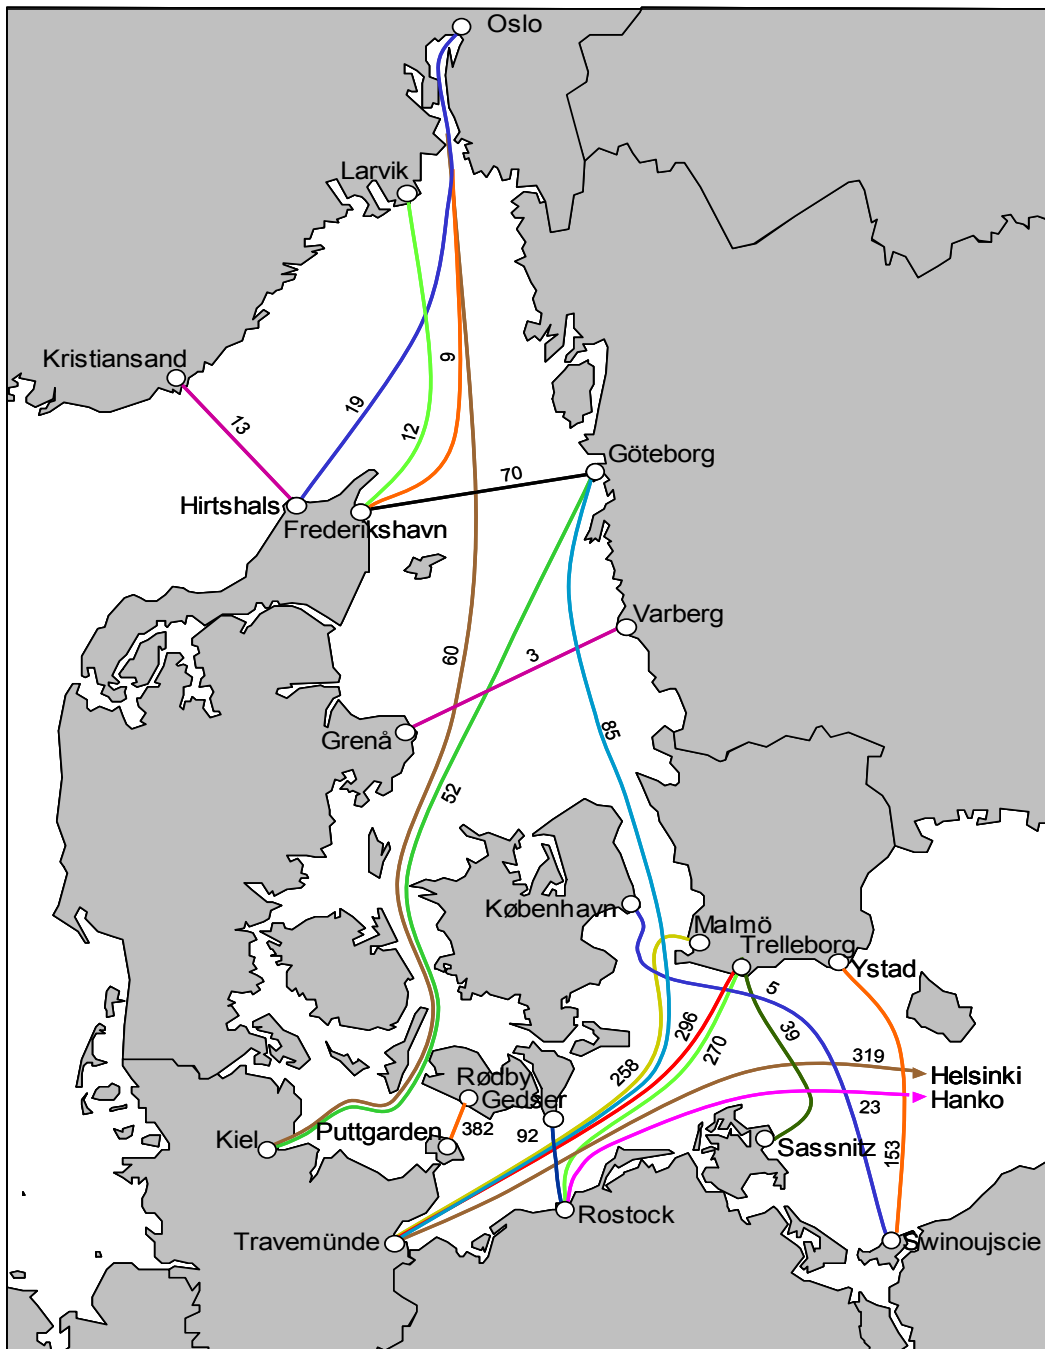 Oslo
Larvik
Kristiansand
9
19
13
12
Göteborg
70
Hirtshals
Frederikshavn
Varberg
60
3
Grenå
85
52
København
Malmö
Trelleborg
Ystad
5
296
39
270
319
258
Helsinki
Rødby
Hanko
Gedser
23
Kiel
Puttgarden
382
92
Sassnitz
153
Rostock
Travemünde
Swinoujscie